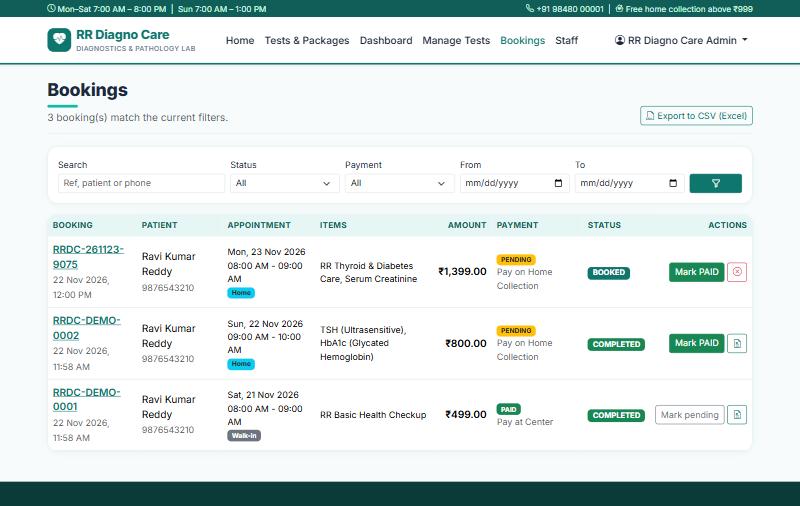 Mon-Sat 7:00 AM – 8:00 PM | Sun 7:00 AM – 1:00 PM
+91 98480 00001 | Free home collection above ₹999
RR Diagno Care
DIAGNOSTICS & PATHOLOGY LAB
Home Tests & Packages Dashboard Manage Tests Bookings Staff
RR Diagno Care Admin
Bookings
3 booking(s) match the current filters.
Export to CSV (Excel)
Search Status Payment From To
Ref, patient or phone All All mm/dd/yyyy mm/dd/yyyy
BOOKING PATIENT APPOINTMENT ITEMS AMOUNT PAYMENT STATUS ACTIONS
RRDC-261123-
9075
22 Nov 2026,
12:00 PM
Ravi Kumar
Reddy
9876543210
Mon, 23 Nov 2026
08:00 AM - 09:00
AM
Home
RR Thyroid & Diabetes
Care, Serum Creatinine
₹1,399.00
PENDING
Pay on Home
Collection
BOOKED
Mark PAID
RRDC-DEMO-
0002
22 Nov 2026,
11:58 AM
Ravi Kumar
Reddy
9876543210
Sun, 22 Nov 2026
09:00 AM - 10:00
AM
Home
TSH (Ultrasensitive),
HbA1c (Glycated
Hemoglobin)
₹800.00
PENDING
Pay on Home
Collection
COMPLETED
Mark PAID
RRDC-DEMO-
0001
22 Nov 2026,
11:58 AM
Ravi Kumar
Reddy
9876543210
Sat, 21 Nov 2026
08:00 AM - 09:00
AM
Walk-in
RR Basic Health Checkup
₹499.00
PAID
Pay at Center
COMPLETED
Mark pending